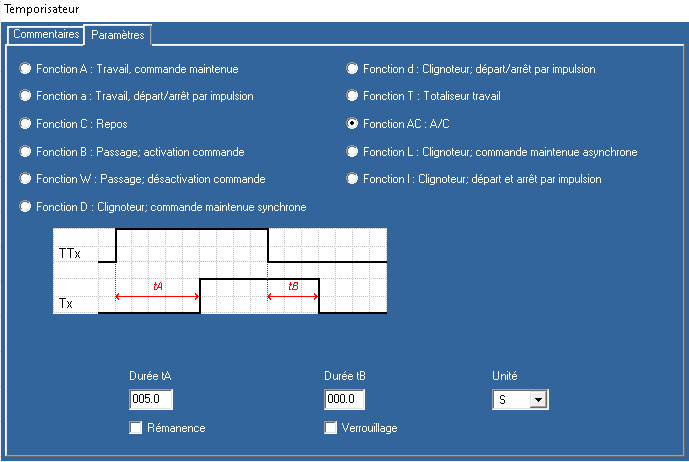 Temporisateur
Commentaires Paramètres
Fonction A : Travail, commande maintenue
Fonction a : Travail, départ/arrêt par impulsion
Fonction C : Repos
Fonction B : Passage; activation commande
Fonction W : Passage; désactivation commande
Fonction D : Clignoteur; commande maintenue synchrone
Fonction d : Clignoteur; départ/arrêt par impulsion
Fonction T : Totaliseur travail
Fonction AC : A/C
Fonction L : Clignoteur; commande maintenue asynchrone
Fonction l : Clignoteur; départ et arrêt par impulsion
TTx
tA tB
Tx
Durée tA Durée tB Unité
005.0 000.0 S
Rémanence Verrouillage